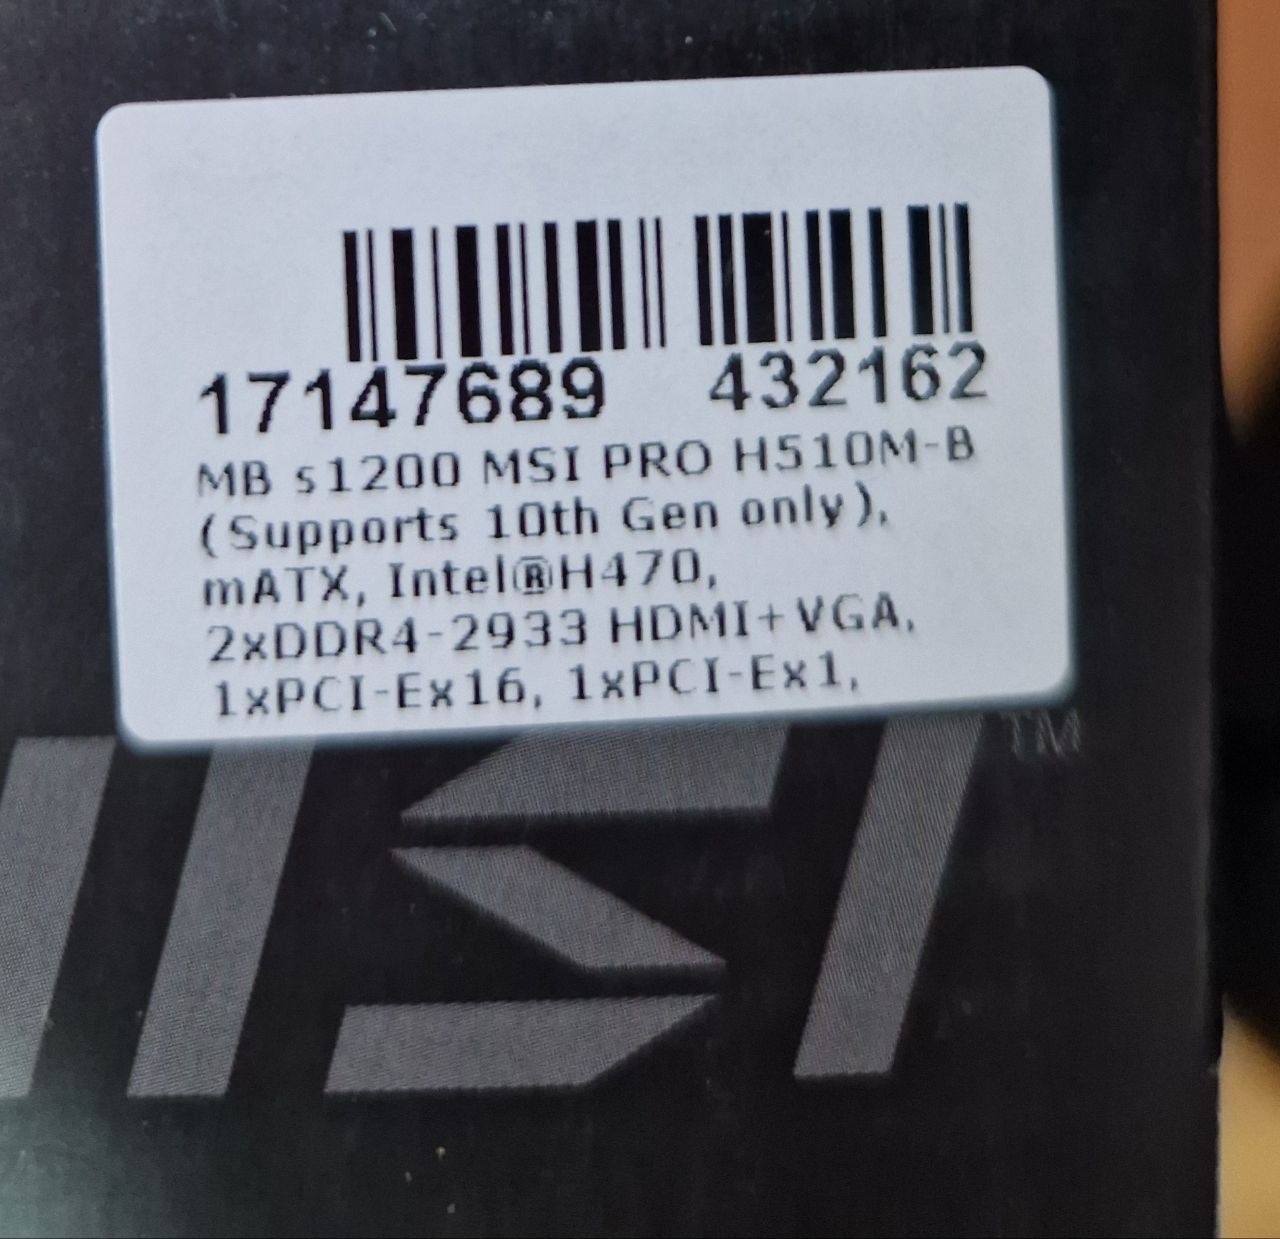 17147689 432162
MB s1200 MSI PRO H510M-B
(Supports 10th Gen only),
mATX, Intel®H470,
2xDDR4-2933 HDMI+VGA,
1xPCI-Ex16, 1xPCI-Ex1,
msi™